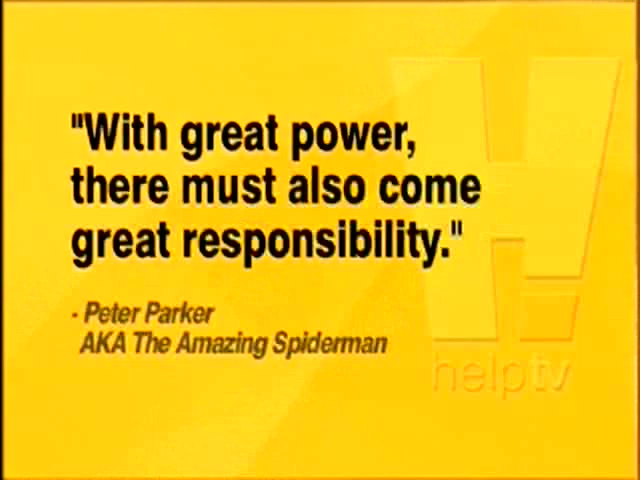 "With great power,
there must also come
great responsibility."
- Peter Parker
AKA The Amazing Spiderman
H!
helptv